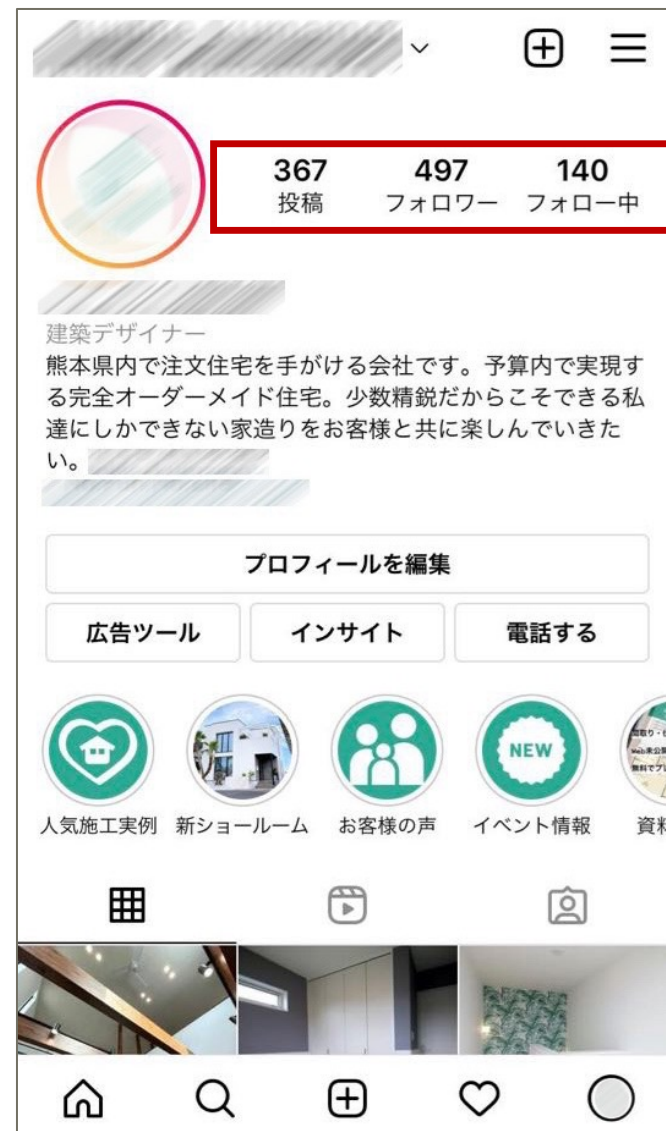 367 497 140
投稿 フォロワー フォロー中
建築デザイナー
熊本県内で注文住宅を手がける会社です。予算内で実現す
る完全オーダーメイド住宅。少数精鋭だからこそできる私
達にしかできない家造りをお客様と共に楽しんでいきた
い。
プロフィールを編集
広告ツール インサイト 電話する
NEW
人気施工実例 新ショールーム お客様の声 イベント情報 資料